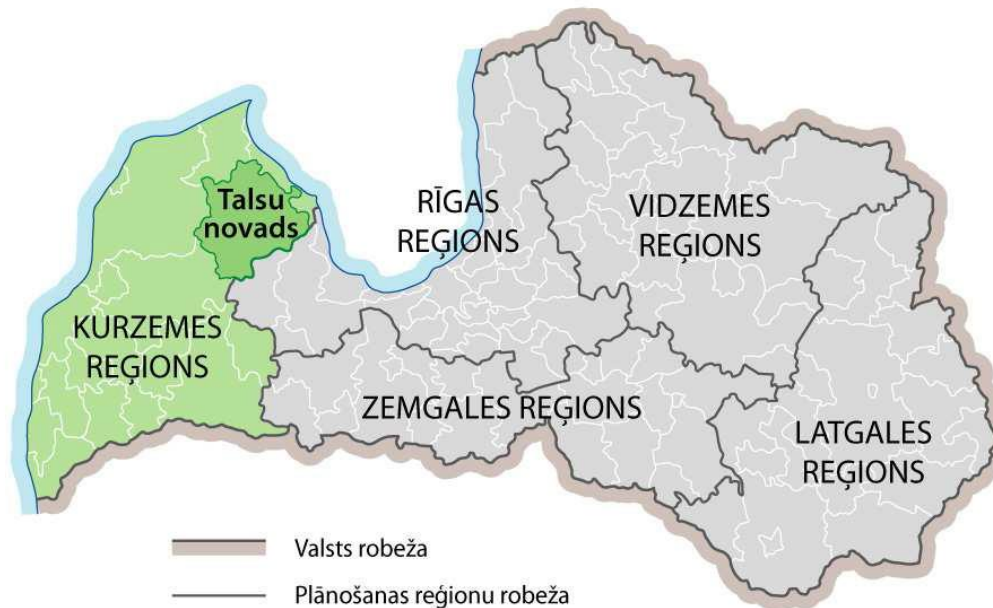 Talsu
novads
RĪGAS
REĢIONS
VIDZEMES
REĢIONS
KURZEMES
REĢIONS
ZEMGALES REĢIONS
LATGALES
REĢIONS
Valsts robeža
Plānošanas reģionu robeža